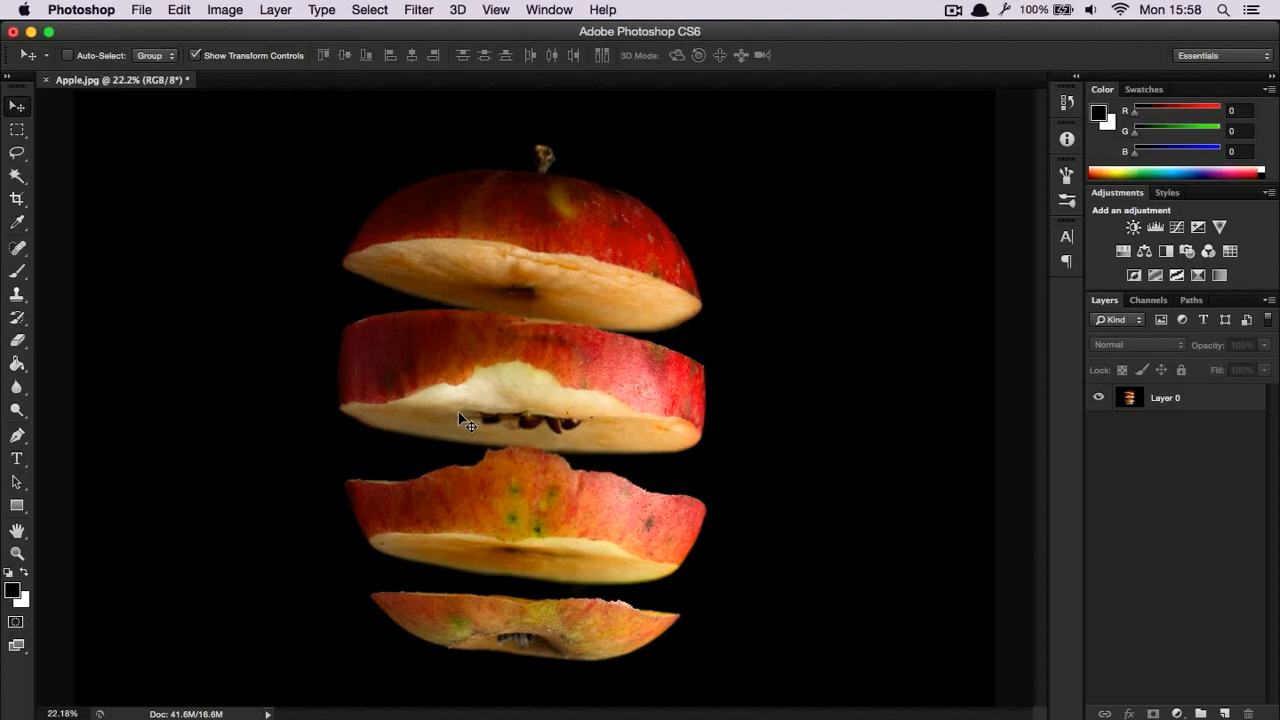 Photoshop File Edit Image Layer Type Select Filter 3D View Window Help 100% Mon 15:58
Adobe Photoshop CS6
Auto-Select: Group Show Transform Controls 3D Mode: Essentials
× Apple.jpg @ 22.2% (RGB/8*) *
Color Swatches
R 0
G 0
B 0
Adjustments Styles
Add an adjustment
Layers Channels Paths
Kind
Normal Opacity: 100%
Lock: Fill: 100%
Layer 0
22.18% Doc: 41.6M/16.6M